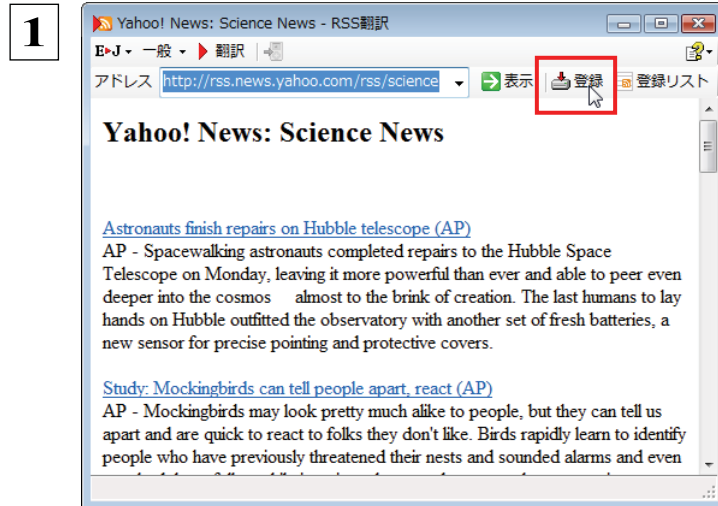 1
Yahoo! News: Science News - RSS翻訳
E▸J 一般 翻訳
アドレス http://rss.news.yahoo.com/rss/science 表示 登録 登録リスト
Yahoo! News: Science News
Astronauts finish repairs on Hubble telescope (AP)
AP - Spacewalking astronauts completed repairs to the Hubble Space
Telescope on Monday, leaving it more powerful than ever and able to peer even
deeper into the cosmos almost to the brink of creation. The last humans to lay
hands on Hubble outfitted the observatory with another set of fresh batteries, a
new sensor for precise pointing and protective covers.
Study: Mockingbirds can tell people apart, react (AP)
AP - Mockingbirds may look pretty much alike to people, but they can tell us
apart and are quick to react to folks they don't like. Birds rapidly learn to identify
people who have previously threatened their nests and sounded alarms and even